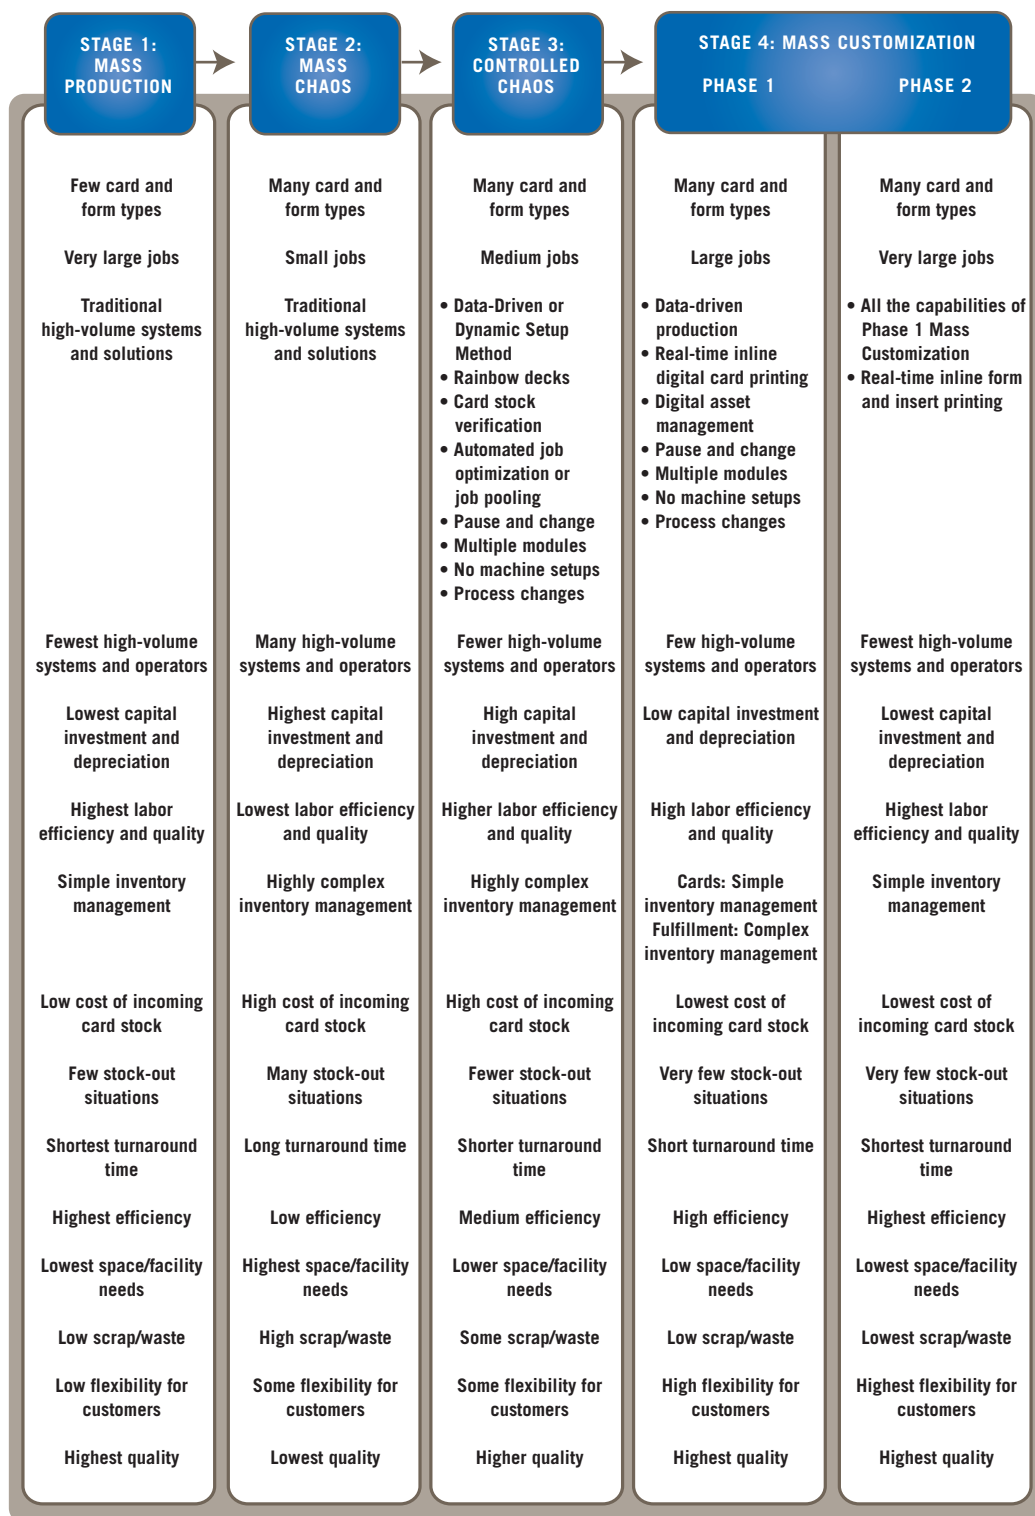 STAGE 1:
MASS
PRODUCTION
STAGE 2:
MASS
CHAOS
STAGE 3:
CONTROLLED
CHAOS
STAGE 4: MASS CUSTOMIZATION
PHASE 1
PHASE 2
Few card and
form types
Very large jobs
Traditional
high-volume systems
and solutions
Fewest high-volume
systems and operators
Lowest capital
investment and
depreciation
Highest labor
efficiency and quality
Simple inventory
management
Low cost of incoming
card stock
Few stock-out
situations
Shortest turnaround
time
Highest efficiency
Lowest space/facility
needs
Low scrap/waste
Low flexibility for
customers
Highest quality
Many card and
form types
Small jobs
Traditional
high-volume systems
and solutions
Many high-volume
systems and operators
Highest capital
investment and
depreciation
Lowest labor efficiency
and quality
Highly complex
inventory management
High cost of incoming
card stock
Many stock-out
situations
Long turnaround time
Low efficiency
Highest space/facility
needs
High scrap/waste
Some flexibility for
customers
Lowest quality
Many card and
form types
Medium jobs
• Data-Driven or
Dynamic Setup
Method
• Rainbow decks
• Card stock
verification
• Automated job
optimization or
job pooling
• Pause and change
• Multiple modules
• No machine setups
• Process changes
Fewer high-volume
systems and operators
High capital
investment and
depreciation
Higher labor efficiency
and quality
Highly complex
inventory management
High cost of incoming
card stock
Fewer stock-out
situations
Shorter turnaround
time
Medium efficiency
Lower space/facility
needs
Some scrap/waste
Some flexibility for
customers
Higher quality
Many card and
form types
Large jobs
• Data-driven
production
• Real-time inline
digital card printing
• Digital asset
management
• Pause and change
• Multiple modules
• No machine setups
• Process changes
Few high-volume
systems and operators
Low capital investment
and depreciation
High labor efficiency
and quality
Cards: Simple
inventory management
Fulfillment: Complex
inventory management
Lowest cost of
incoming card stock
Very few stock-out
situations
Short turnaround time
High efficiency
Low space/facility
needs
Low scrap/waste
High flexibility for
customers
Highest quality
Many card and
form types
Very large jobs
• All the capabilities of
Phase 1 Mass
Customization
• Real-time inline form
and insert printing
Fewest high-volume
systems and operators
Lowest capital
investment and
depreciation
Highest labor
efficiency and quality
Simple inventory
management
Lowest cost of
incoming card stock
Very few stock-out
situations
Shortest turnaround
time
Highest efficiency
Lowest space/facility
needs
Lowest scrap/waste
Highest flexibility for
customers
Highest quality